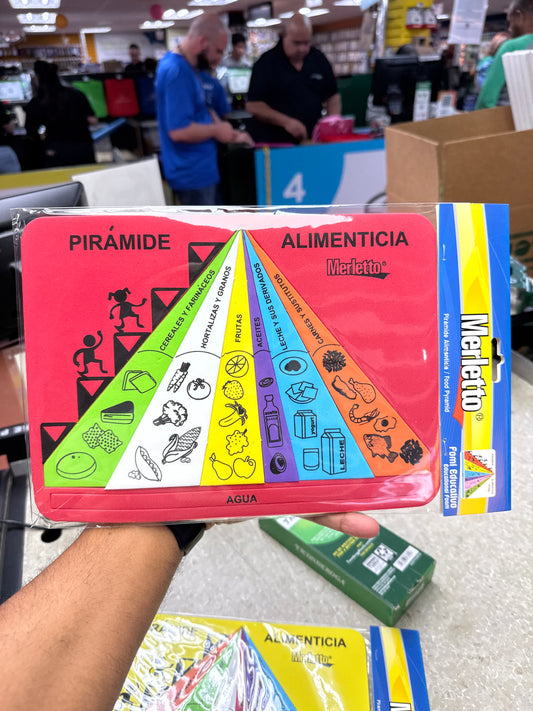 4
PIRÁMIDE ALIMENTICIA
Merletto®
CEREALES Y FARINÁCEOS
HORTALIZAS Y GRANOS
FRUTAS
ACEITES
LECHE Y SUS DERIVADOS
CARNES Y SUSTITUTOS
yogurt
LECHE
AGUA
Merletto®
Pirámide Alimenticia / Food Pyramid
Fomi Educativo
Educational Foam
ALIMENTICIA
Merletto®